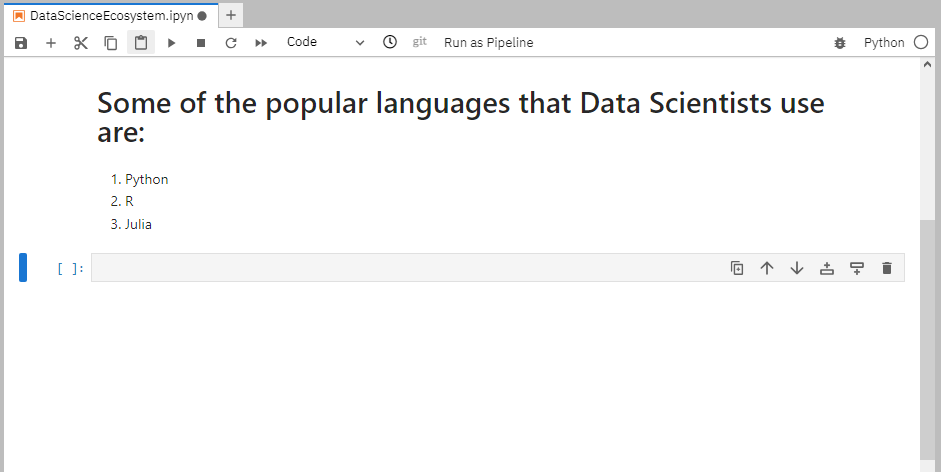 DataScienceEcosystem.ipyn
Code
git
Run as Pipeline
Python
Some of the popular languages that Data Scientists use
are:
1. Python
2. R
3. Julia
[ ]: